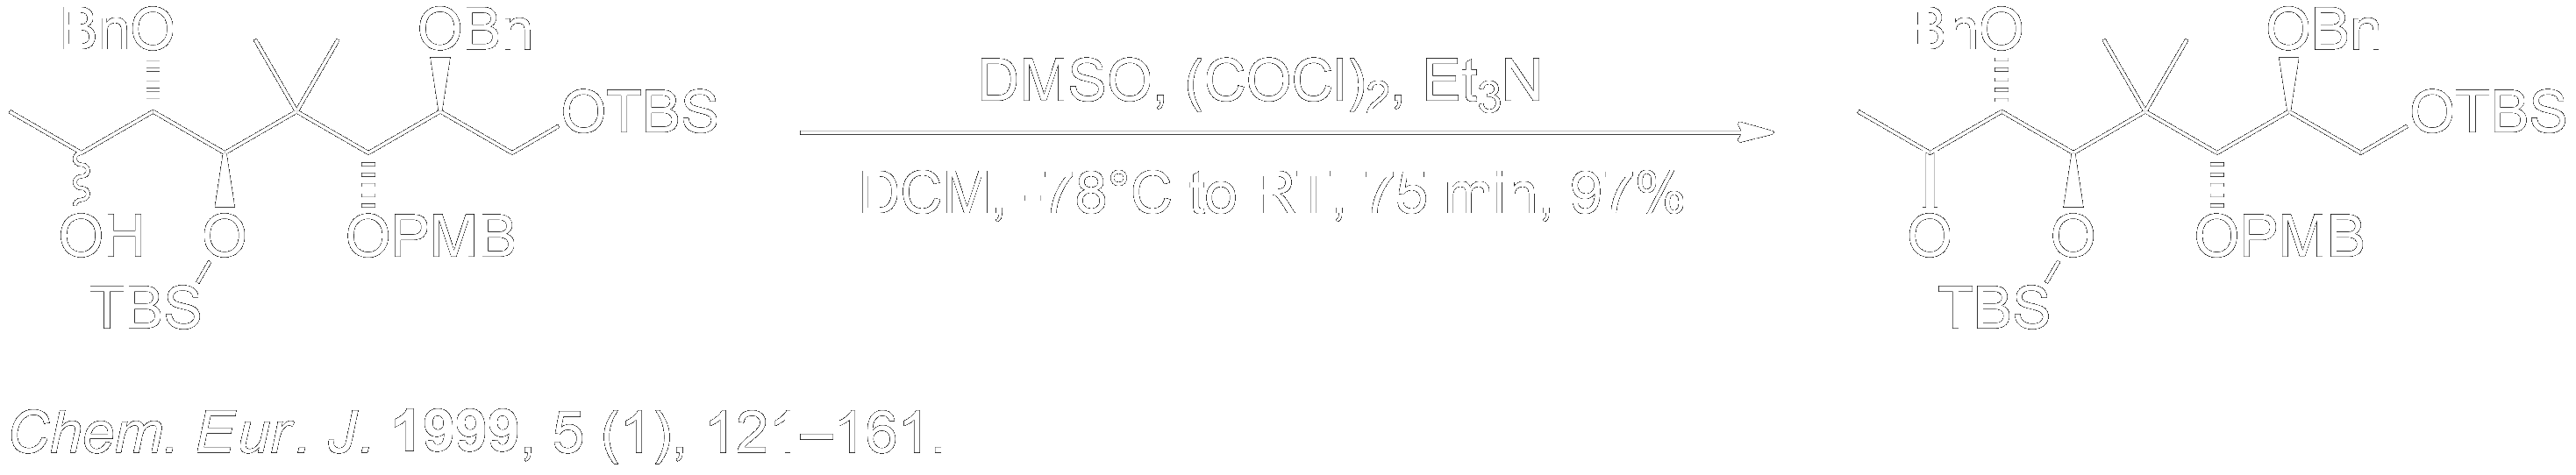 BnO OBn BnO OBn
OTBS OTBS
DMSO, (COCl)2, Et3N
DCM, -78°C to RT, 75 min, 97%
OH O OPMB O O OPMB
TBS TBS
Chem. Eur. J. 1999, 5 (1), 121–161.